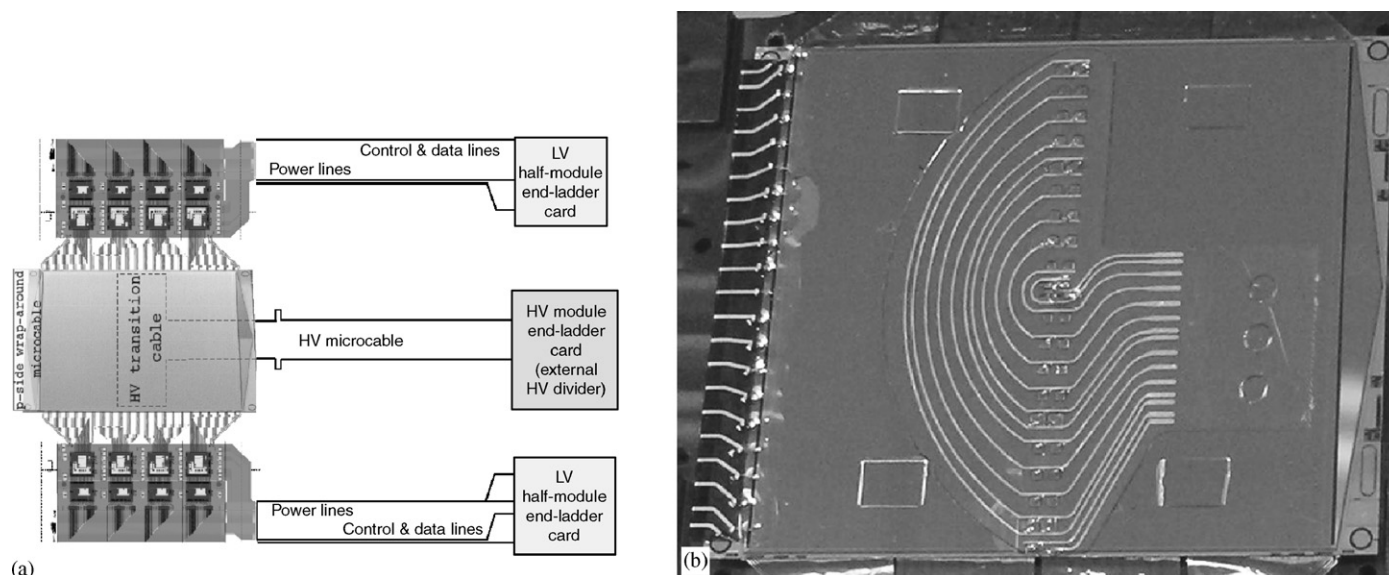 Control & data lines
Power lines
LV
half-module
end-ladder
card
p-side wrap-around
microcable
HV transition
cable
HV microcable
HV module
end-ladder
card
(external
HV divider)
Power lines
Control & data lines
LV
half-module
end-ladder
card
(a)
(b)